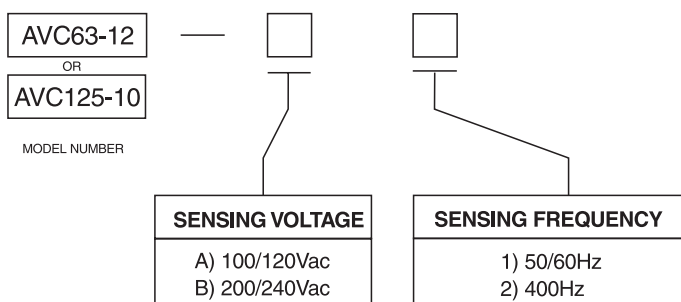 AVC63-12
OR
AVC125-10
MODEL NUMBER
SENSING VOLTAGE
A) 100/120Vac
B) 200/240Vac
SENSING FREQUENCY
1) 50/60Hz
2) 400Hz